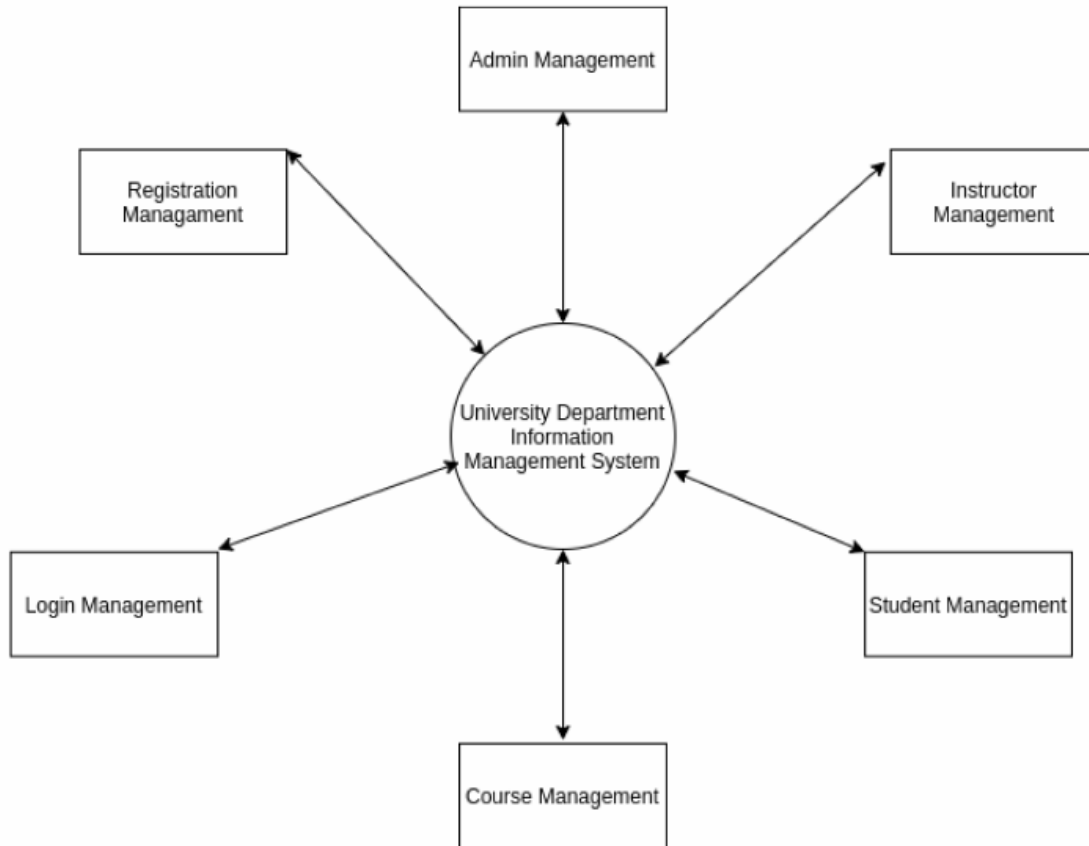 Admin Management
Registration
Managament
Instructor
Management
University Department
Information
Management System
Login Management
Student Management
Course Management